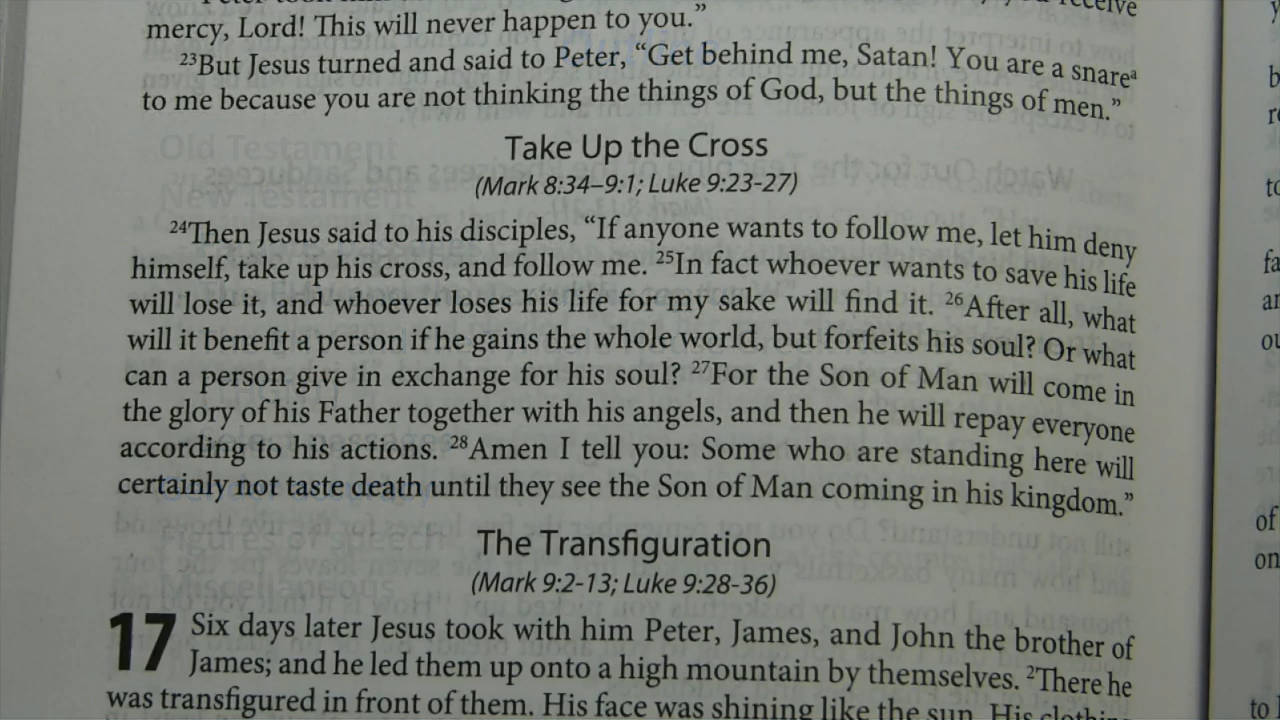 receive
mercy, Lord! This will never happen to you.”
²³But Jesus turned and said to Peter, “Get behind me, Satan! You are a snareᵃ
to me because you are not thinking the things of God, but the things of men.”
Take Up the Cross
(Mark 8:34–9:1; Luke 9:23-27)
²⁴Then Jesus said to his disciples, “If anyone wants to follow me, let him deny
himself, take up his cross, and follow me. ²⁵In fact whoever wants to save his life
will lose it, and whoever loses his life for my sake will find it. ²⁶After all, what
will it benefit a person if he gains the whole world, but forfeits his soul? Or what
can a person give in exchange for his soul? ²⁷For the Son of Man will come in
the glory of his Father together with his angels, and then he will repay everyone
according to his actions. ²⁸Amen I tell you: Some who are standing here will
certainly not taste death until they see the Son of Man coming in his kingdom.”
The Transfiguration
(Mark 9:2-13; Luke 9:28-36)
17 Six days later Jesus took with him Peter, James, and John the brother of
James; and he led them up onto a high mountain by themselves. ²There he
was transfigured in front of them. His face was shining like the sun. His
of
on
to